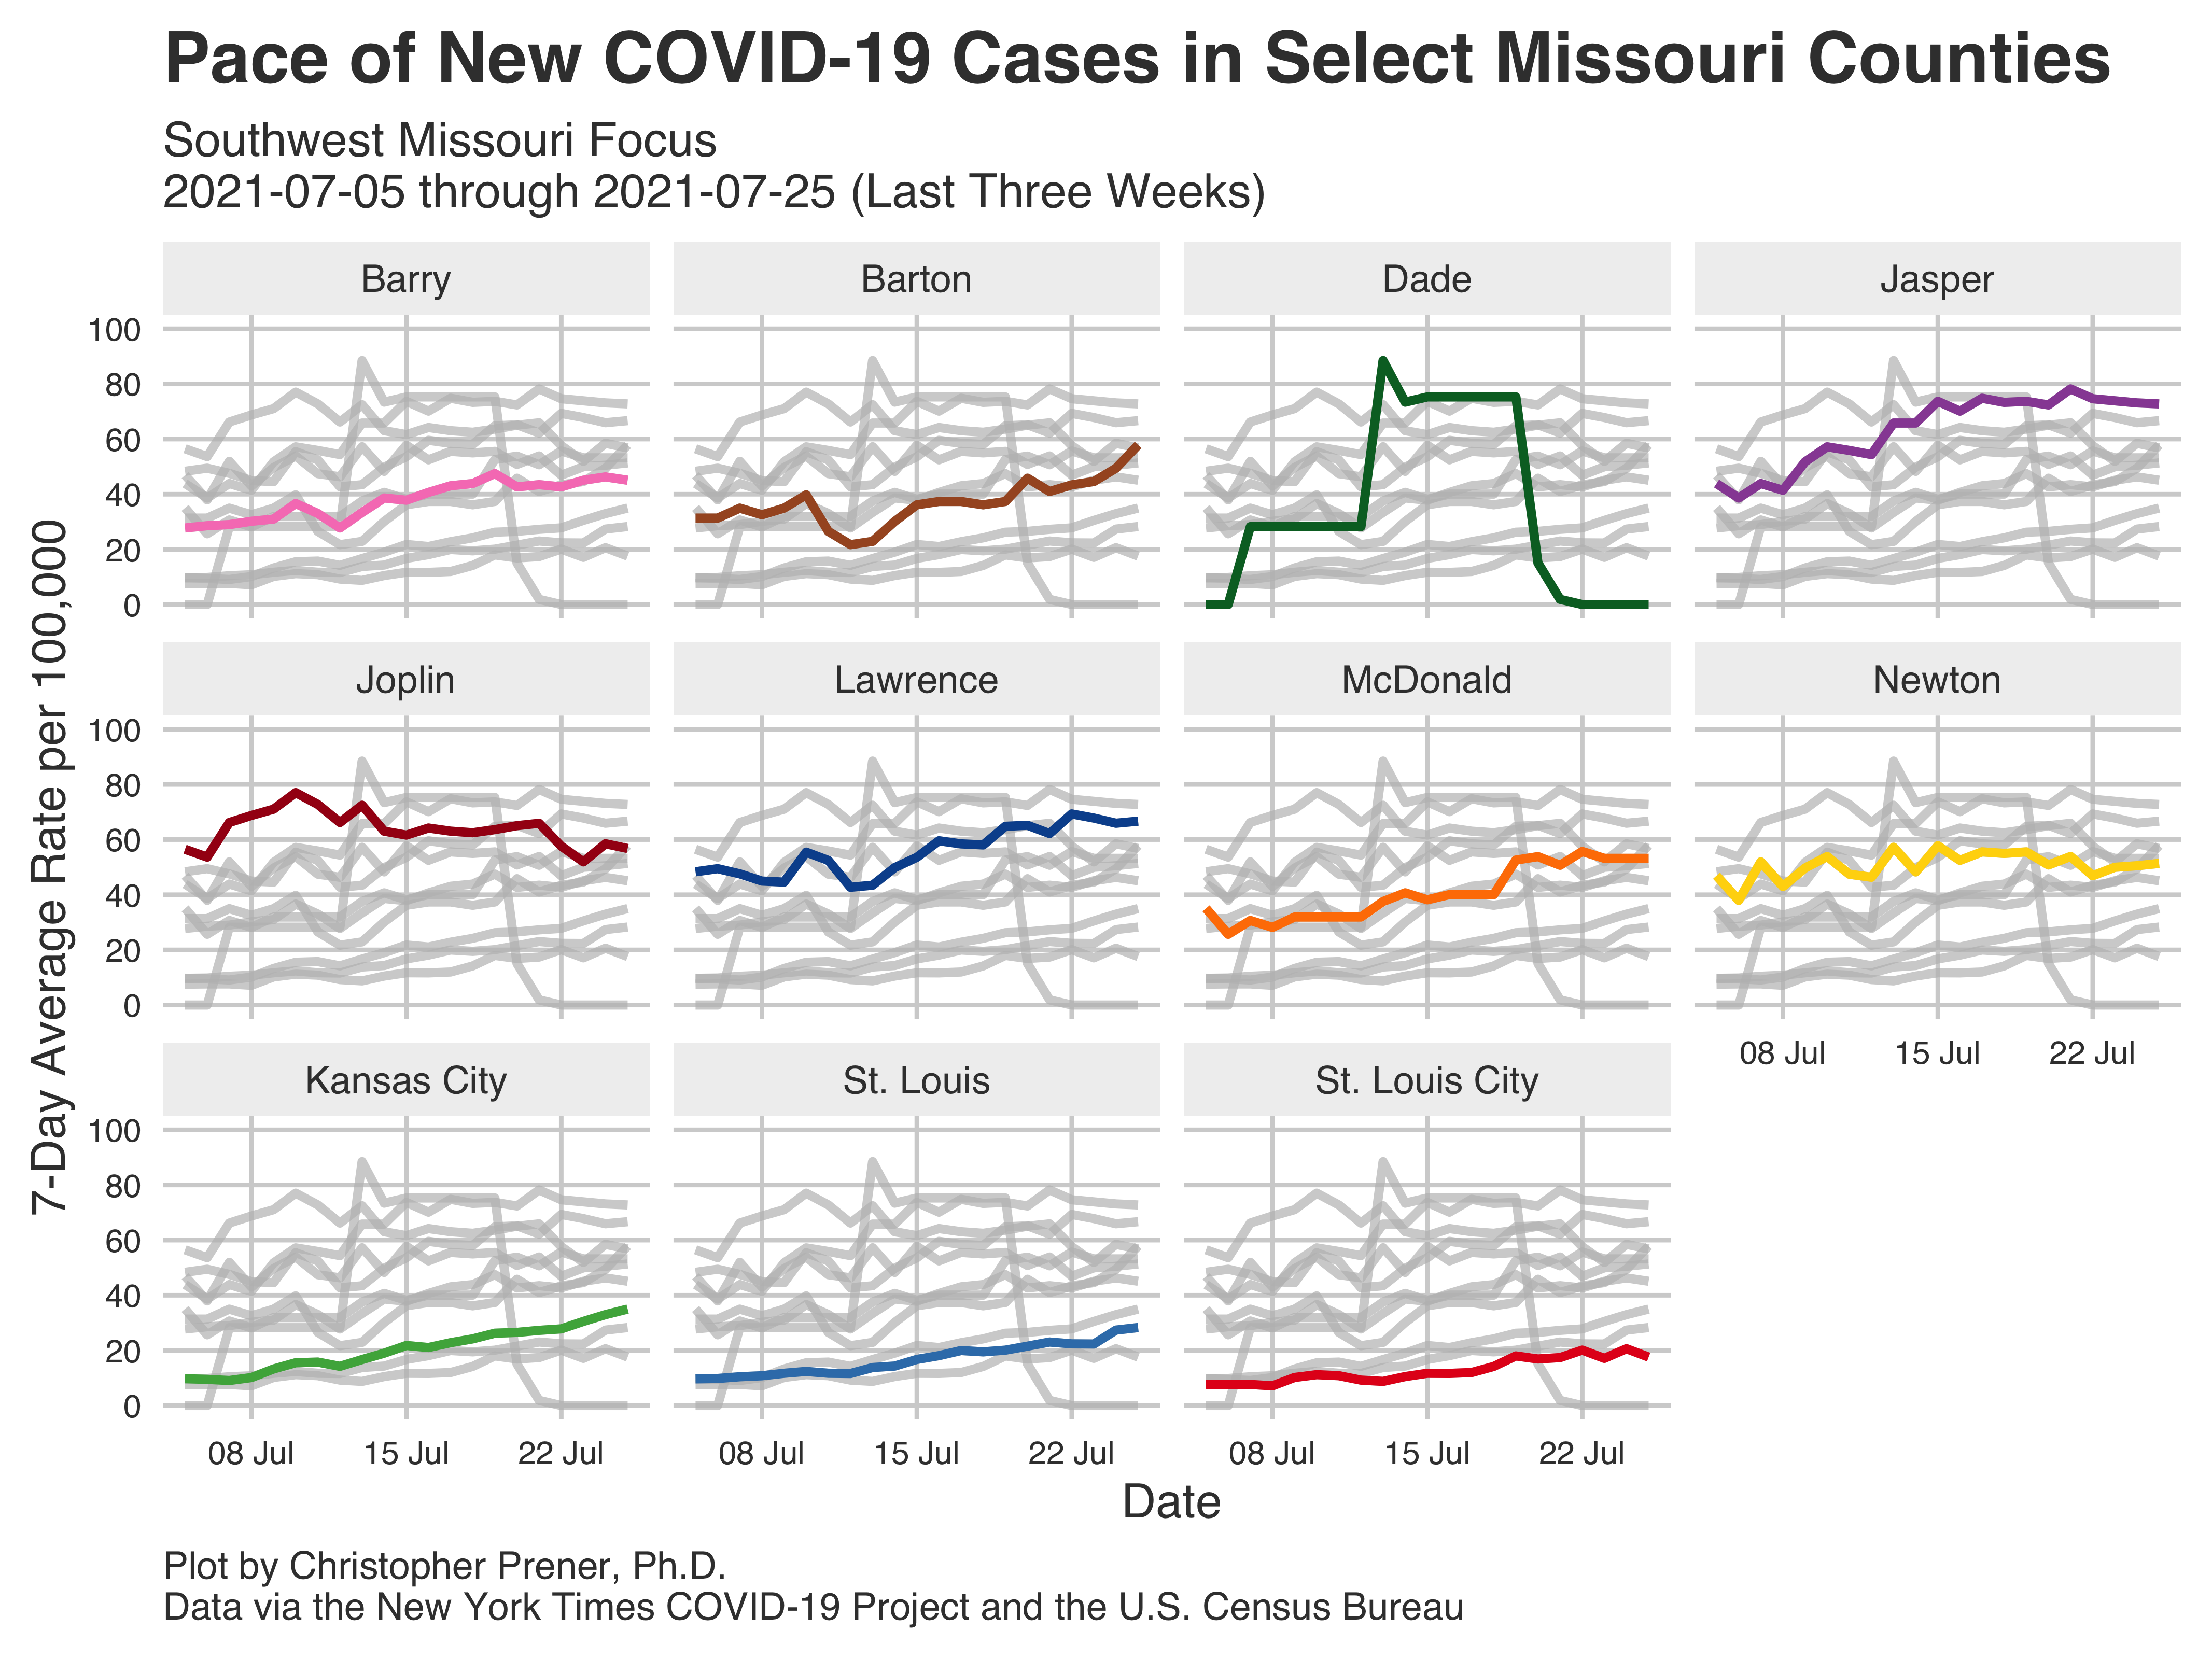 Pace of New COVID-19 Cases in Select Missouri Counties
Southwest Missouri Focus
2021-07-05 through 2021-07-25 (Last Three Weeks)
7-Day Average Rate per 100,000
Barry
Barton
Dade
Jasper
100
80
60
40
20
0
Joplin
Lawrence
McDonald
Newton
100
80
60
40
20
0
08 Jul 15 Jul 22 Jul
Kansas City
St. Louis
St. Louis City
100
80
60
40
20
0
08 Jul 15 Jul 22 Jul
08 Jul 15 Jul 22 Jul
08 Jul 15 Jul 22 Jul
Date
Plot by Christopher Prener, Ph.D.
Data via the New York Times COVID-19 Project and the U.S. Census Bureau